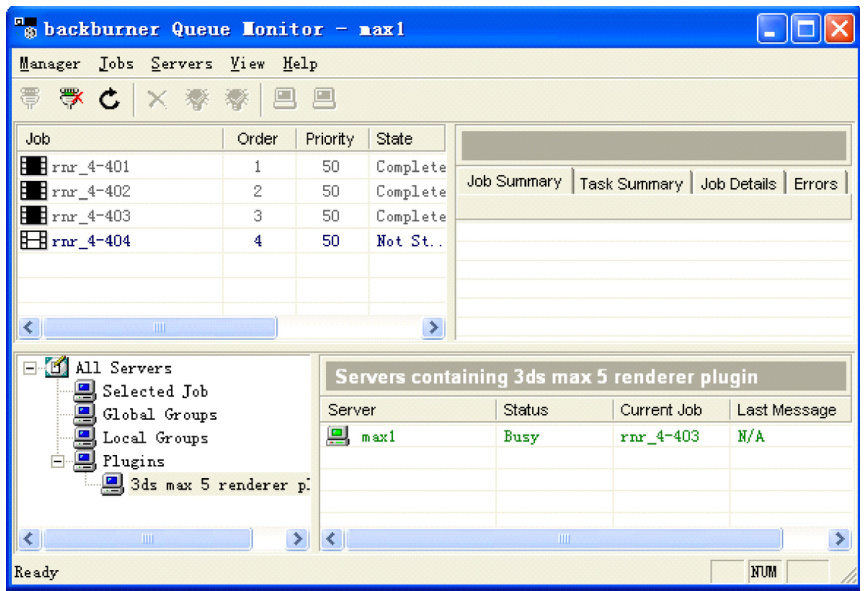 backburner Queue Monitor - max1
Manager Jobs Servers View Help
Job Order Priority State
rnr_4-401 1 50 Complete
rnr_4-402 2 50 Complete
rnr_4-403 3 50 Complete
rnr_4-404 4 50 Not St..
Job Summary Task Summary Job Details Errors
All Servers
Selected Job
Global Groups
Local Groups
Plugins
3ds max 5 renderer pl
Servers containing 3ds max 5 renderer plugin
Server Status Current Job Last Message
max1 Busy rnr_4-403 N/A
Ready NUM